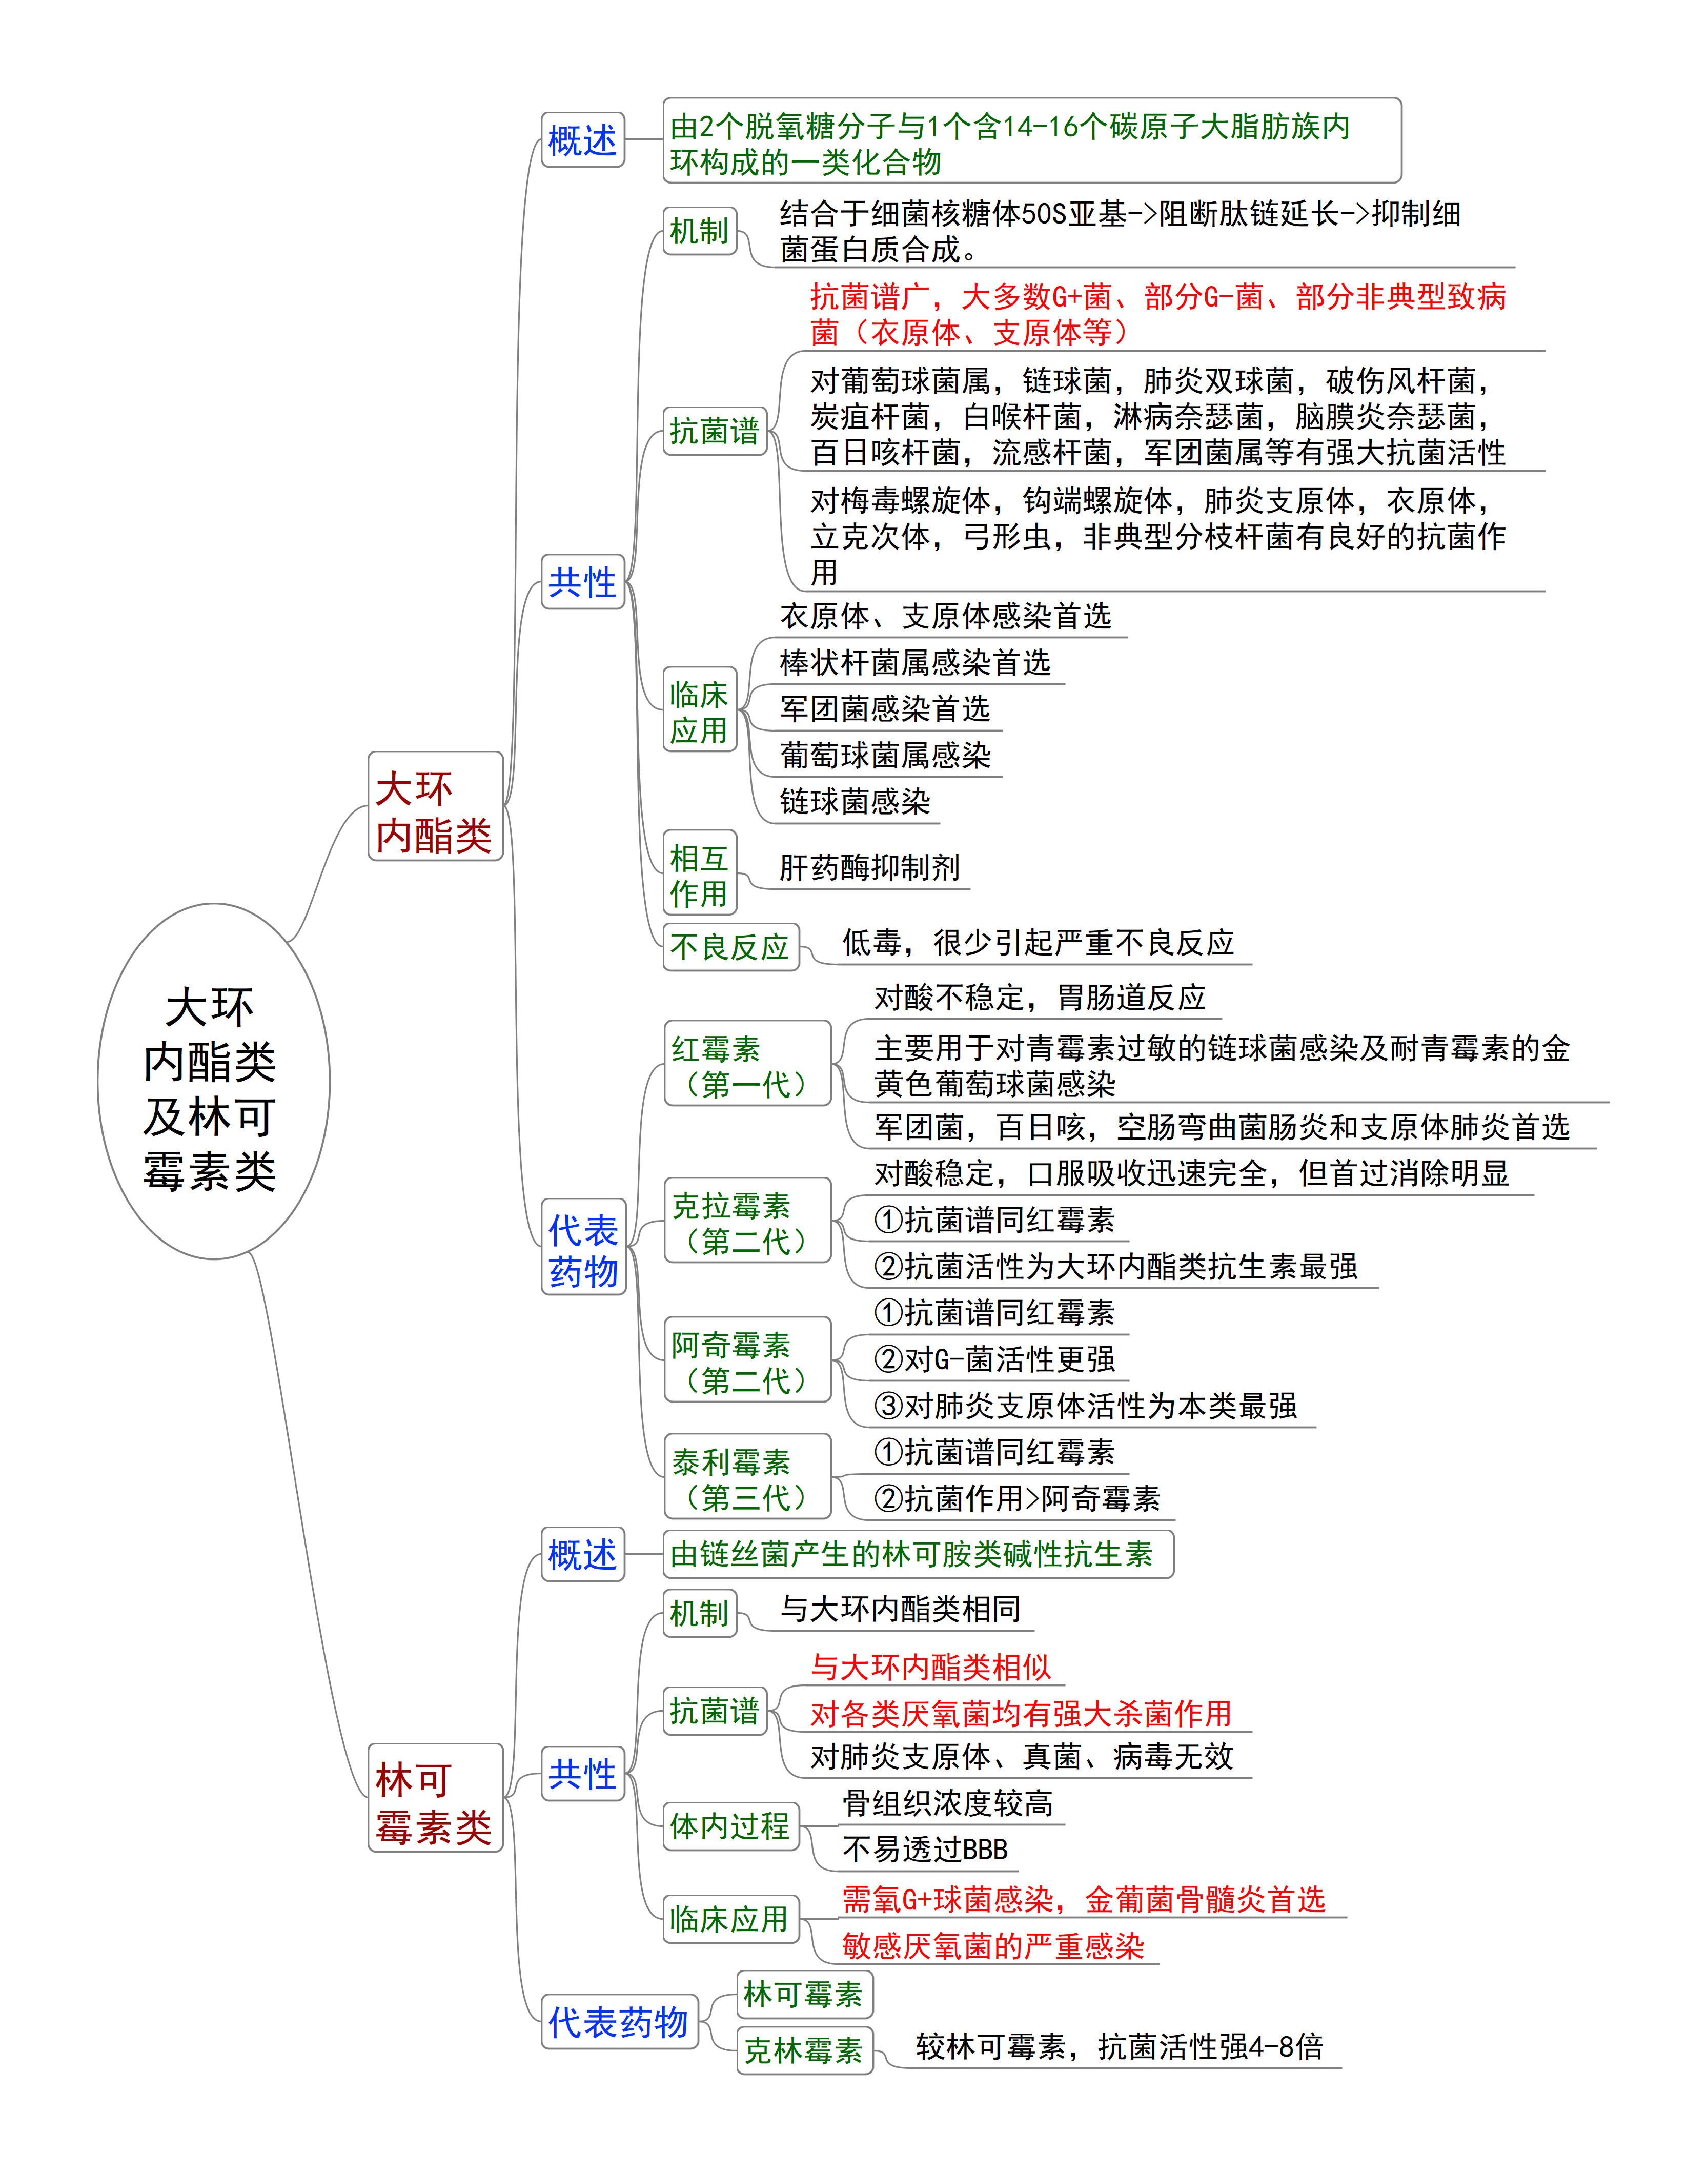 大环
内酯类
及林可
霉素类
大环
内酯类
概述
由2个脱氧糖分子与1个含14-16个碳原子大脂肪族内
环构成的一类化合物
共性
机制
结合于细菌核糖体50S亚基->阻断肽链延长->抑制细
菌蛋白质合成。
抗菌谱
抗菌谱广，大多数G+菌、部分G-菌、部分非典型致病
菌（衣原体、支原体等）
对葡萄球菌属，链球菌，肺炎双球菌，破伤风杆菌，
炭疽杆菌，白喉杆菌，淋病奈瑟菌，脑膜炎奈瑟菌，
百日咳杆菌，流感杆菌，军团菌属等有强大抗菌活性
对梅毒螺旋体，钩端螺旋体，肺炎支原体，衣原体，
立克次体，弓形虫，非典型分枝杆菌有良好的抗菌作
用
临床
应用
衣原体、支原体感染首选
棒状杆菌属感染首选
军团菌感染首选
葡萄球菌属感染
链球菌感染
相互
作用
肝药酶抑制剂
不良反应
低毒，很少引起严重不良反应
代表
药物
红霉素
（第一代）
对酸不稳定，胃肠道反应
主要用于对青霉素过敏的链球菌感染及耐青霉素的金
黄色葡萄球菌感染
军团菌，百日咳，空肠弯曲菌肠炎和支原体肺炎首选
克拉霉素
（第二代）
对酸稳定，口服吸收迅速完全，但首过消除明显
①抗菌谱同红霉素
②抗菌活性为大环内酯类抗生素最强
阿奇霉素
（第二代）
①抗菌谱同红霉素
②对G-菌活性更强
③对肺炎支原体活性为本类最强
泰利霉素
（第三代）
①抗菌谱同红霉素
②抗菌作用>阿奇霉素
林可
霉素类
概述
由链丝菌产生的林可胺类碱性抗生素
共性
机制
与大环内酯类相同
抗菌谱
与大环内酯类相似
对各类厌氧菌均有强大杀菌作用
对肺炎支原体、真菌、病毒无效
体内过程
骨组织浓度较高
不易透过BBB
临床应用
需氧G+球菌感染，金葡菌骨髓炎首选
敏感厌氧菌的严重感染
代表药物
林可霉素
克林霉素
较林可霉素，抗菌活性强4-8倍